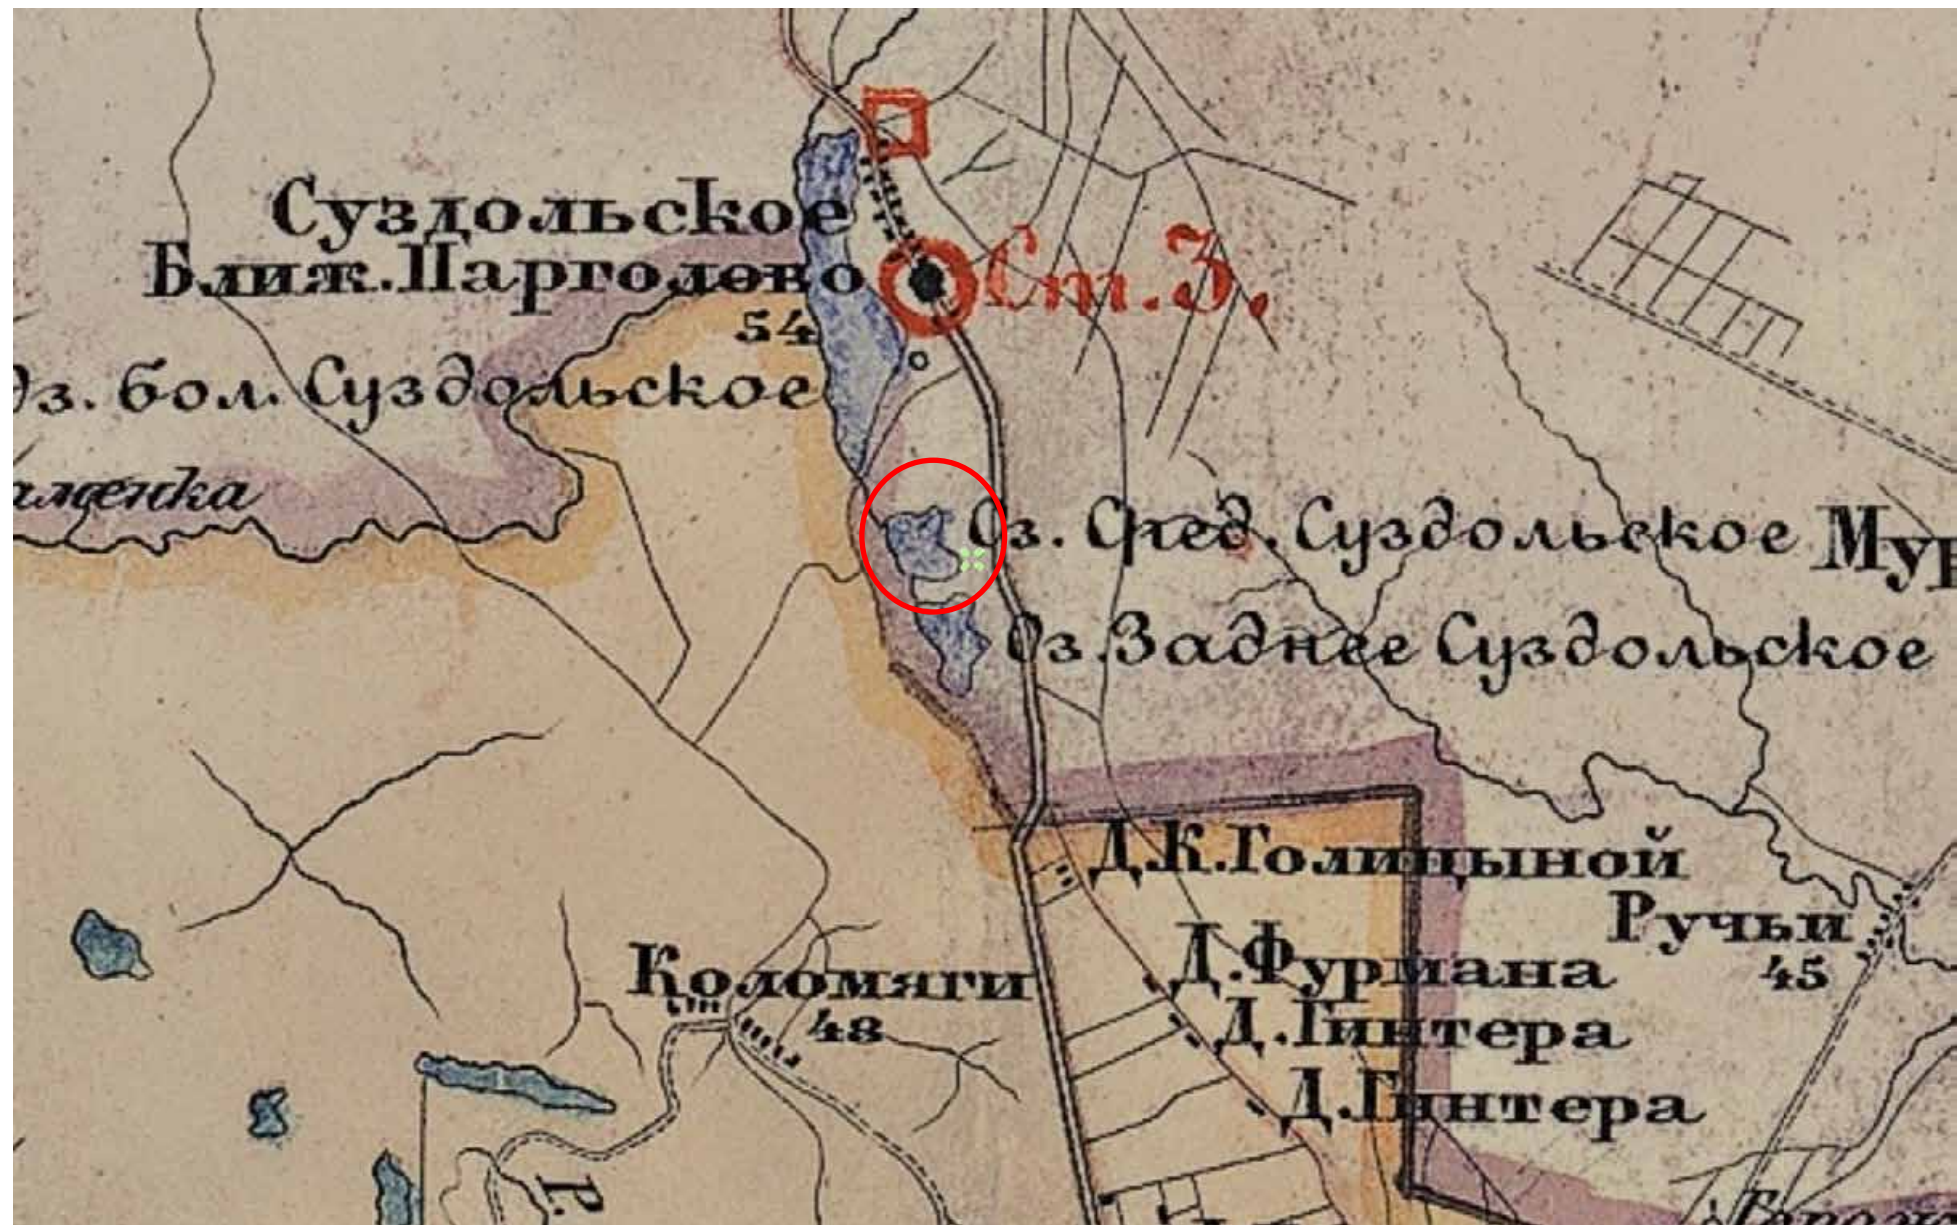 Суздольское
Ближ. Парголово
Ст. 3.
54
Оз. бол. Суздольское
Оз. Сред. Суздольское
Оз. Заднее Суздольское
Д. К. Голицыной
Ручьи
45
Д. Фурмана
Коломяги
48
Д. Гинтера
Д. Гинтера
Р.